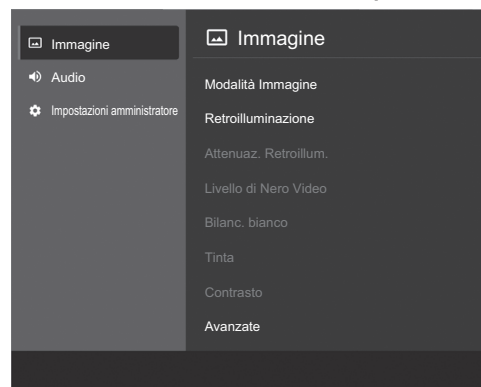 Immagine
Audio
Impostazioni amministratore
Immagine
Modalità Immagine
Retroilluminazione
Attenuaz. Retroillum.
Livello di Nero Video
Bilanc. bianco
Tinta
Contrasto
Avanzate